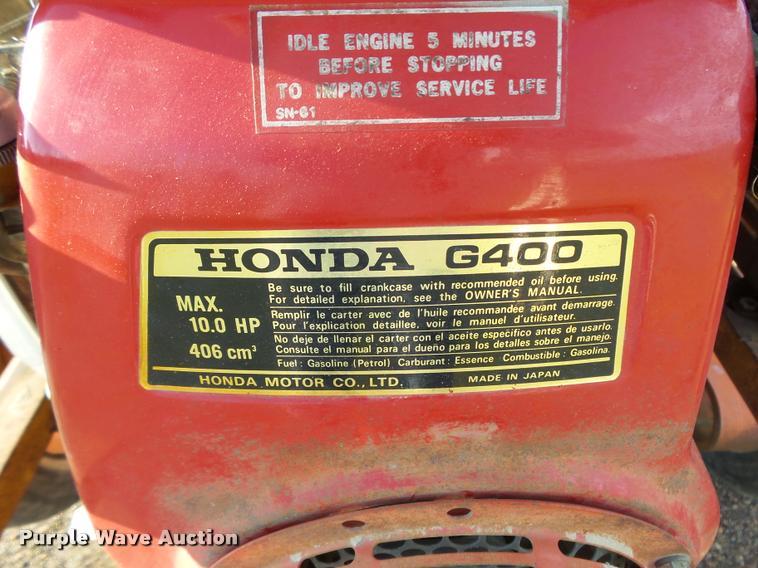 IDLE ENGINE 5 MINUTES
BEFORE STOPPING
TO IMPROVE SERVICE LIFE
SN-61
HONDA G400
MAX.
10.0 HP
406 cm³
Be sure to fill crankcase with recommended oil before using.
For detailed explanation, see the OWNER'S MANUAL.
Remplir le carter avec de l'huile recommandée avant demarrage.
Pour l'explication detaillee, voir le manuel d'utilisateur.
No deje de llenar el carter con el aceite especifico antes de usarlo.
Consulte el manual para el dueño para los detalles sobre el manejo.
Fuel : Gasoline (Petrol) Carburant : Essence Combustible : Gasolina.
HONDA MOTOR CO., LTD. MADE IN JAPAN
Purple Wave Auction